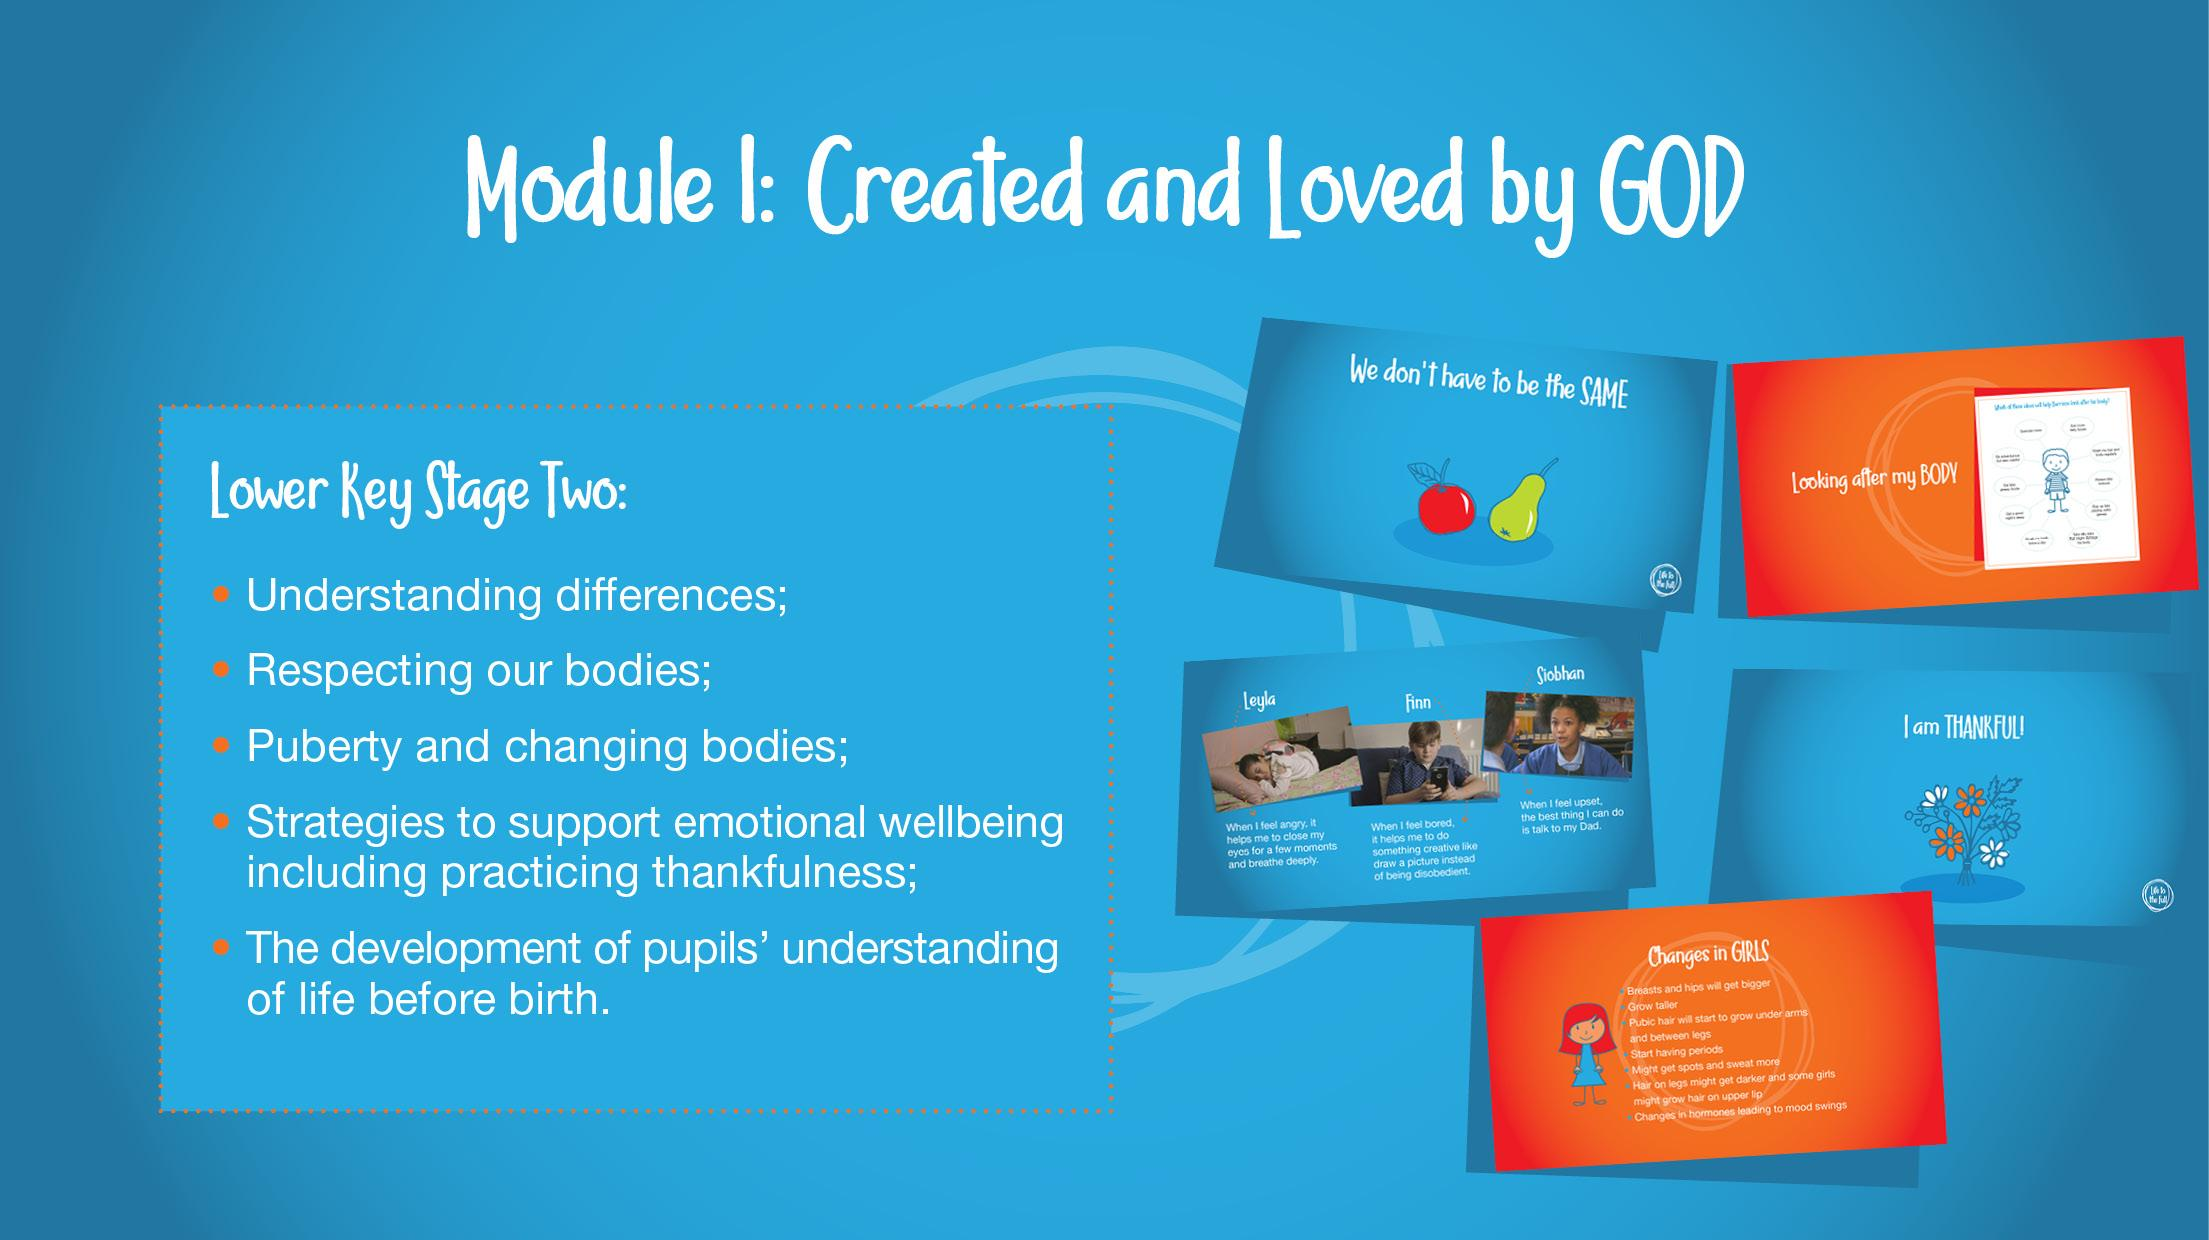 Module 1: Created and Loved by GOD
Lower Key Stage Two:
Understanding differences;
Respecting our bodies;
Puberty and changing bodies;
Strategies to support emotional wellbeing
including practicing thankfulness;
The development of pupils’ understanding
of life before birth.
We don't have to be the SAME
Life to
the full
Looking after my BODY
Leyla
Finn
Siobhan
When I feel angry, it
helps me to close my
eyes for a few moments
and breathe deeply.
When I feel bored,
it helps me to do
something creative like
draw a picture instead
of being disobedient.
When I feel upset,
the best thing I can do
is talk to my Dad.
I am THANKFUL!
Life to
the full
Changes in GIRLS
Breasts and hips will get bigger
Grow taller
Pubic hair will start to grow under arms
and between legs
Start having periods
Might get spots and sweat more
Hair on legs might get darker and some girls
might grow hair on upper lip
Changes in hormones leading to mood swings